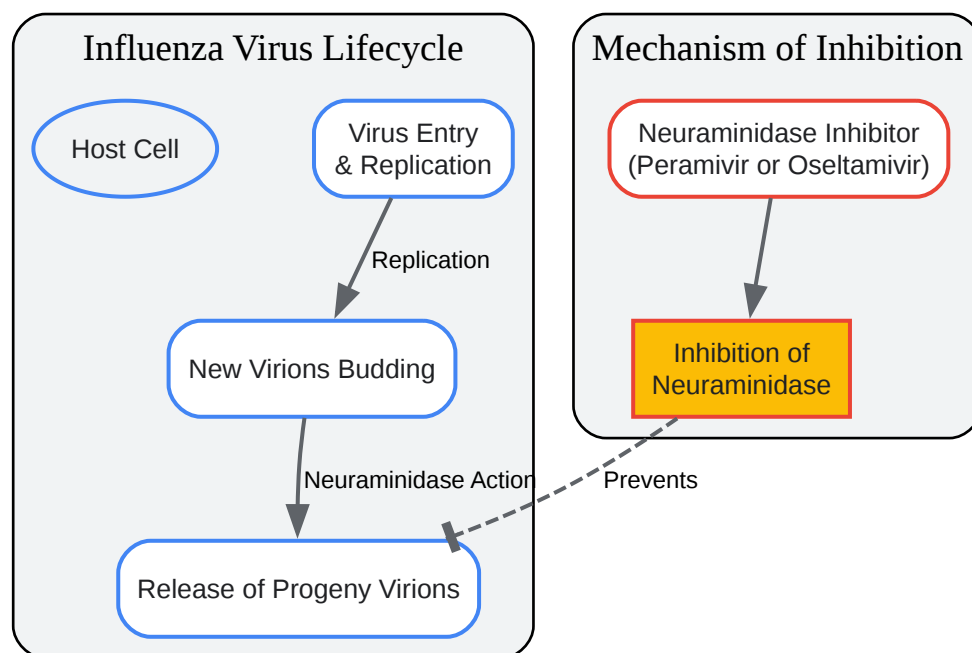 Influenza Virus Lifecycle
Host Cell
Virus Entry
& Replication
Replication
New Virions Budding
Neuraminidase Action
Release of Progeny Virions
Mechanism of Inhibition
Neuraminidase Inhibitor
(Peramivir or Oseltamivir)
Inhibition of
Neuraminidase
Prevents